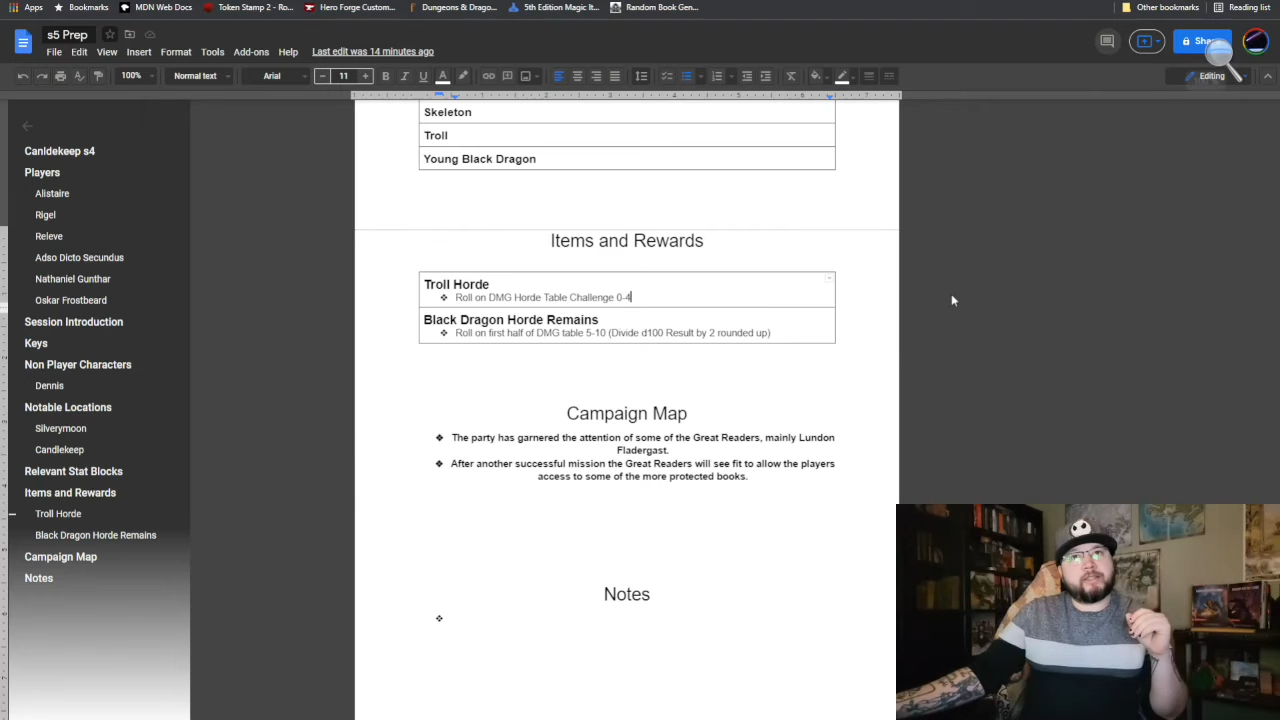 Apps
Bookmarks
MDN Web Docs
Token Stamp 2 - Ro...
Hero Forge Custom...
Dungeons & Drago...
5th Edition Magic It...
Random Book Gen...
Other bookmarks
Reading list
s5 Prep
File Edit View Insert Format Tools Add-ons Help Last edit was 14 minutes ago
100% Normal text Arial 11
Editing
Canldekeep s4
Players
Alistaire
Rigel
Releve
Adso Dicto Secundus
Nathaniel Gunthar
Oskar Frostbeard
Session Introduction
Keys
Non Player Characters
Dennis
Notable Locations
Silverymoon
Candlekeep
Relevant Stat Blocks
Items and Rewards
Troll Horde
Black Dragon Horde Remains
Campaign Map
Notes
Skeleton
Troll
Young Black Dragon
Items and Rewards
Troll Horde
❖ Roll on DMG Horde Table Challenge 0-4
Black Dragon Horde Remains
❖ Roll on first half of DMG table 5-10 (Divide d100 Result by 2 rounded up)
Campaign Map
❖ The party has garnered the attention of some of the Great Readers, mainly Lundon
Fladergast.
❖ After another successful mission the Great Readers will see fit to allow the players
access to some of the more protected books.
Notes
❖